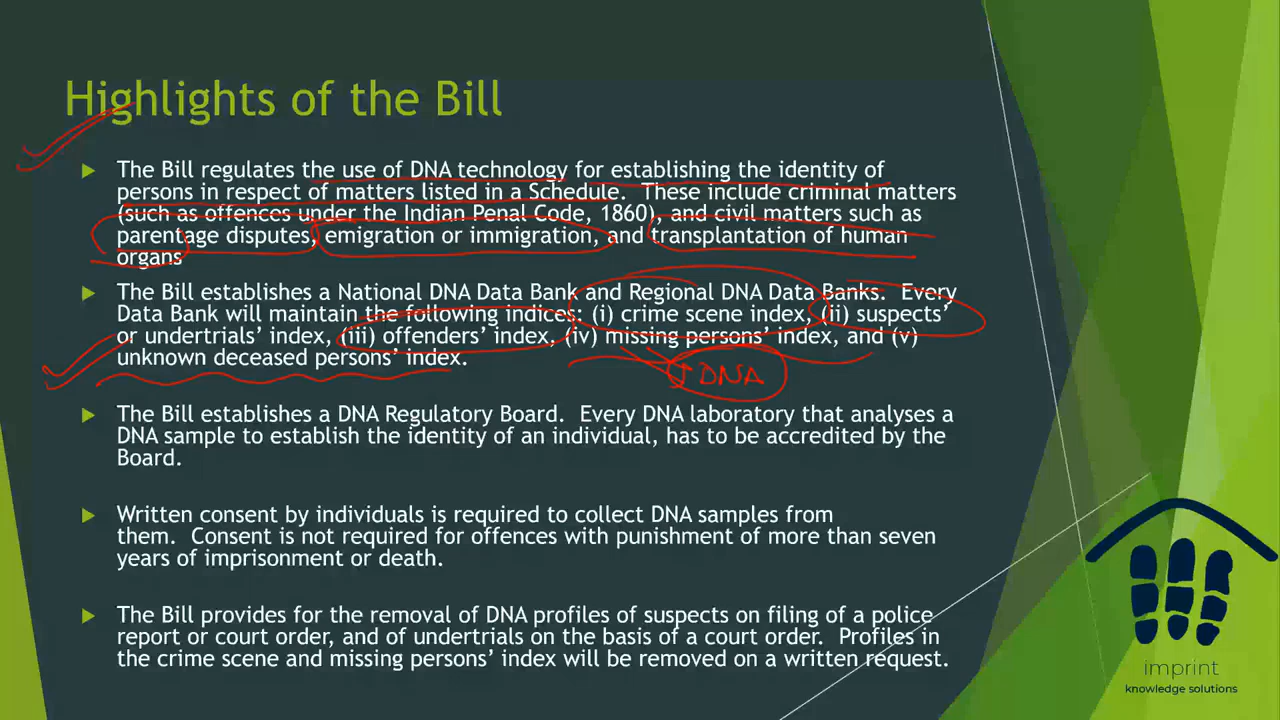 Highlights of the Bill
The Bill regulates the use of DNA technology for establishing the identity of
persons in respect of matters listed in a Schedule. These include criminal matters
(such as offences under the Indian Penal Code, 1860), and civil matters such as
parentage disputes, emigration or immigration, and transplantation of human
organs
The Bill establishes a National DNA Data Bank and Regional DNA Data Banks. Every
Data Bank will maintain the following indices: (i) crime scene index, (ii) suspects’
or undertrials’ index, (iii) offenders’ index, (iv) missing persons’ index, and (v)
unknown deceased persons’ index.
DNA
The Bill establishes a DNA Regulatory Board. Every DNA laboratory that analyses a
DNA sample to establish the identity of an individual, has to be accredited by the
Board.
Written consent by individuals is required to collect DNA samples from
them. Consent is not required for offences with punishment of more than seven
years of imprisonment or death.
The Bill provides for the removal of DNA profiles of suspects on filing of a police
report or court order, and of undertrials on the basis of a court order. Profiles in
the crime scene and missing persons’ index will be removed on a written request.
imprint
knowledge solutions